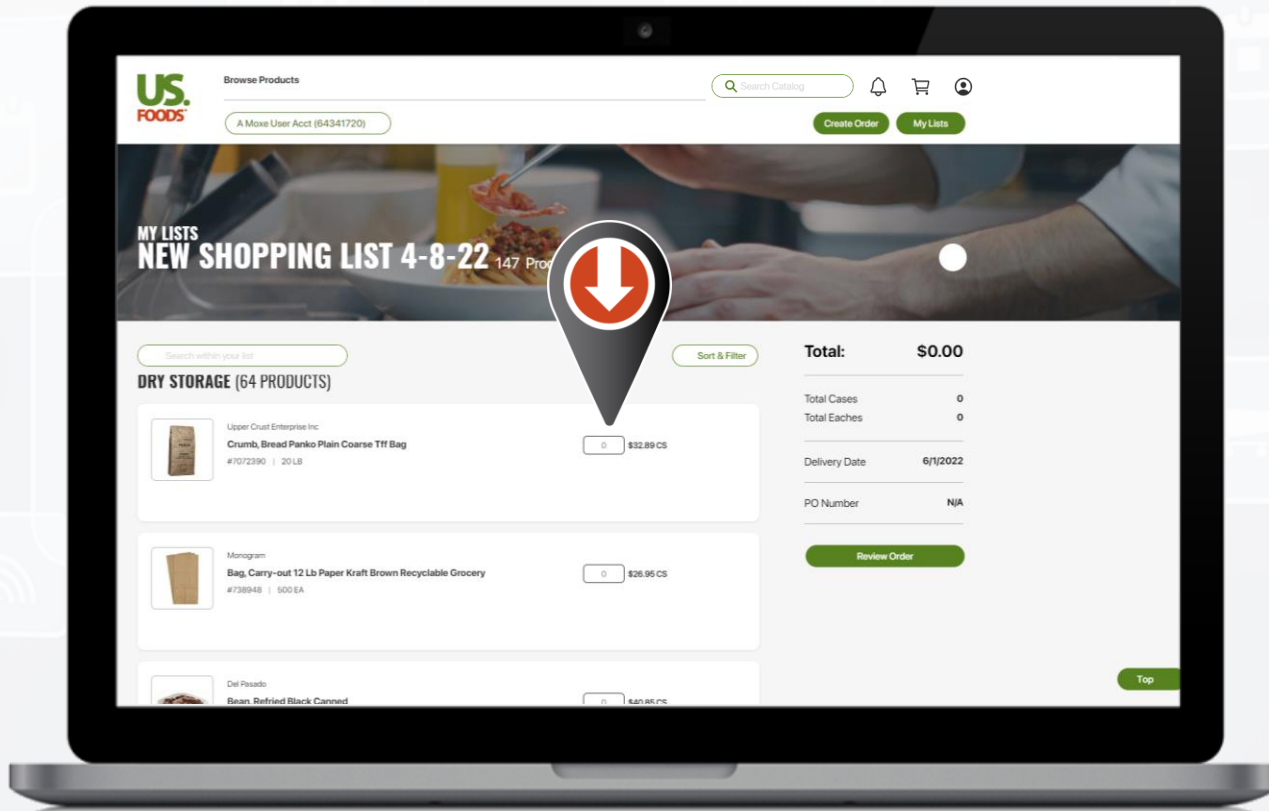 US.
FOODS
Browse Products
Search Catalog
A Moxe User Acct (64341720)
Create Order
My Lists
MY LISTS
NEW SHOPPING LIST 4-8-22 147
Search within your list
Sort & Filter
DRY STORAGE (64 PRODUCTS)
Upper Crust Enterprise Inc
Crumb, Bread Panko Plain Coarse Tff Bag
#7072390 | 20 LB
0 $32.89 CS
Monogram
Bag, Carry-out 12 Lb Paper Kraft Brown Recyclable Grocery
#738948 | 500 EA
0 $26.95 CS
Del Pasado
Bean, Refried Black Canned
0 $40.85 CS
Total: $0.00
Total Cases 0
Total Eaches 0
Delivery Date 6/1/2022
PO Number N/A
Review Order
Top